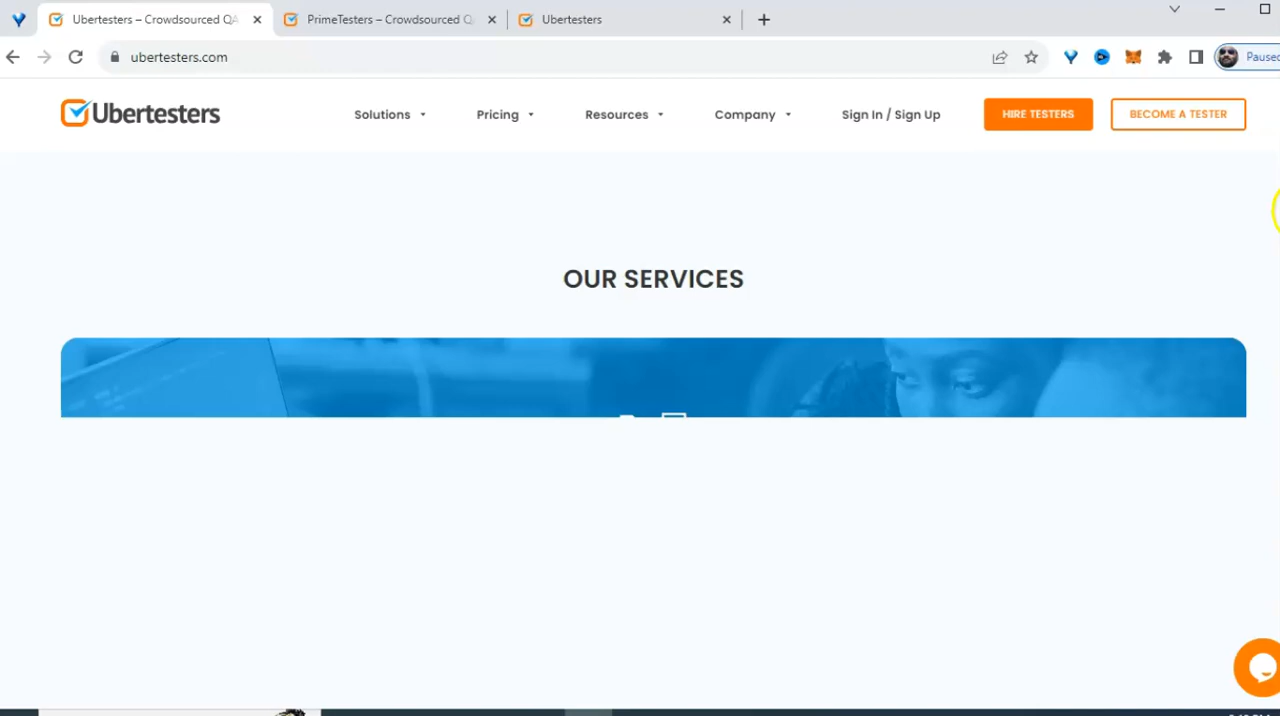 Ubertesters – Crowdsourced QA
PrimeTesters – Crowdsourced Q
Ubertesters
ubertesters.com
Paused
Ubertesters
Solutions
Pricing
Resources
Company
Sign In / Sign Up
HIRE TESTERS
BECOME A TESTER
OUR SERVICES